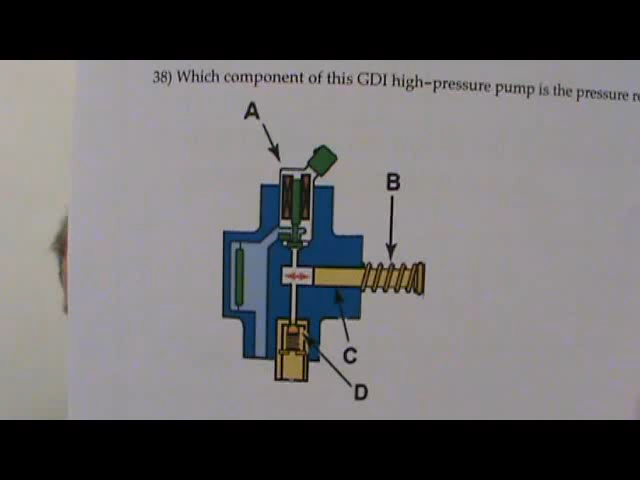 38) Which component of this GDI high-pressure pump is the pressure
A
B
C
D